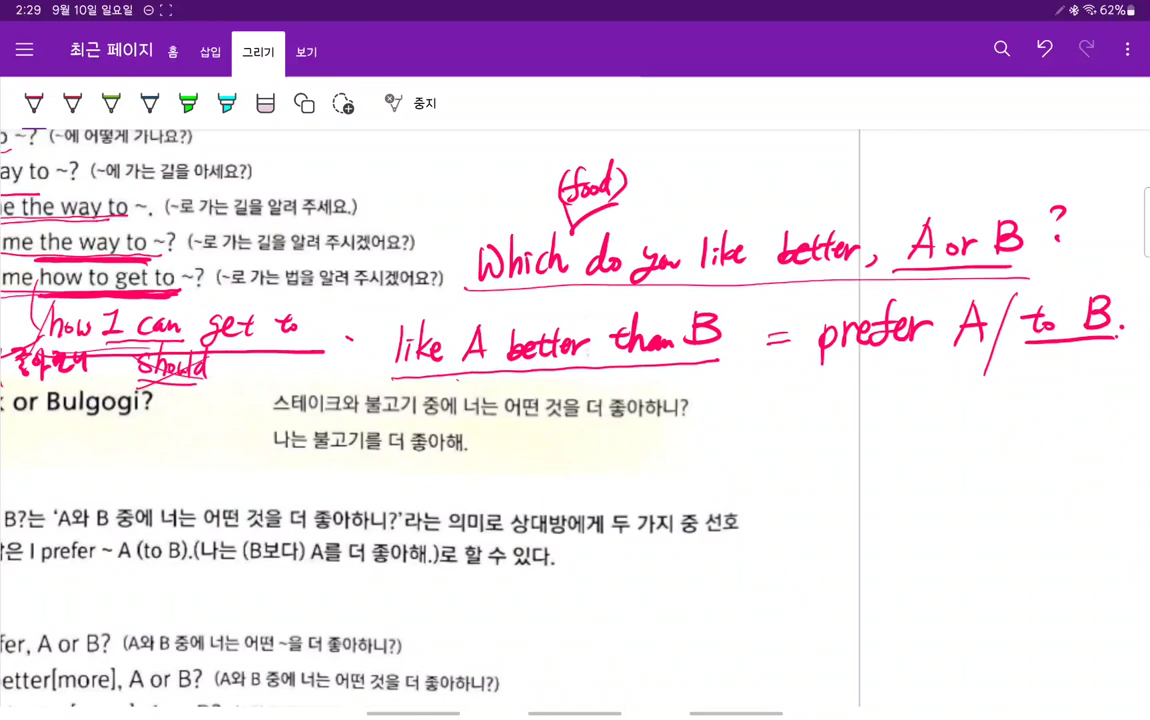 2:29 9월 10일 일요일 62%
최근 페이지 홈 삽입 그리기 보기
중지
o ~? (~에 어떻게 가나요?)
ay to ~? (~에 가는 길을 아세요?)
e the way to ~. (~로 가는 길을 알려 주세요.)
me the way to ~? (~로 가는 길을 알려 주시겠어요?)
me how to get to ~? (~로 가는 법을 알려 주시겠어요?)
(food)
Which do you like better, A or B ?
how I can get to
should
like A better than B = prefer A / to B.
or Bulgogi? 스테이크와 불고기 중에 너는 어떤 것을 더 좋아하니?
나는 불고기를 더 좋아해.
B?는 ‘A와 B 중에 너는 어떤 것을 더 좋아하니?’라는 의미로 상대방에게 두 가지 중 선호
은 I prefer ~ A (to B).(나는 (B보다) A를 더 좋아해.)로 할 수 있다.
fer, A or B? (A와 B 중에 너는 어떤 ~을 더 좋아하니?)
etter[more], A or B? (A와 B 중에 너는 어떤 것을 더 좋아하니?)